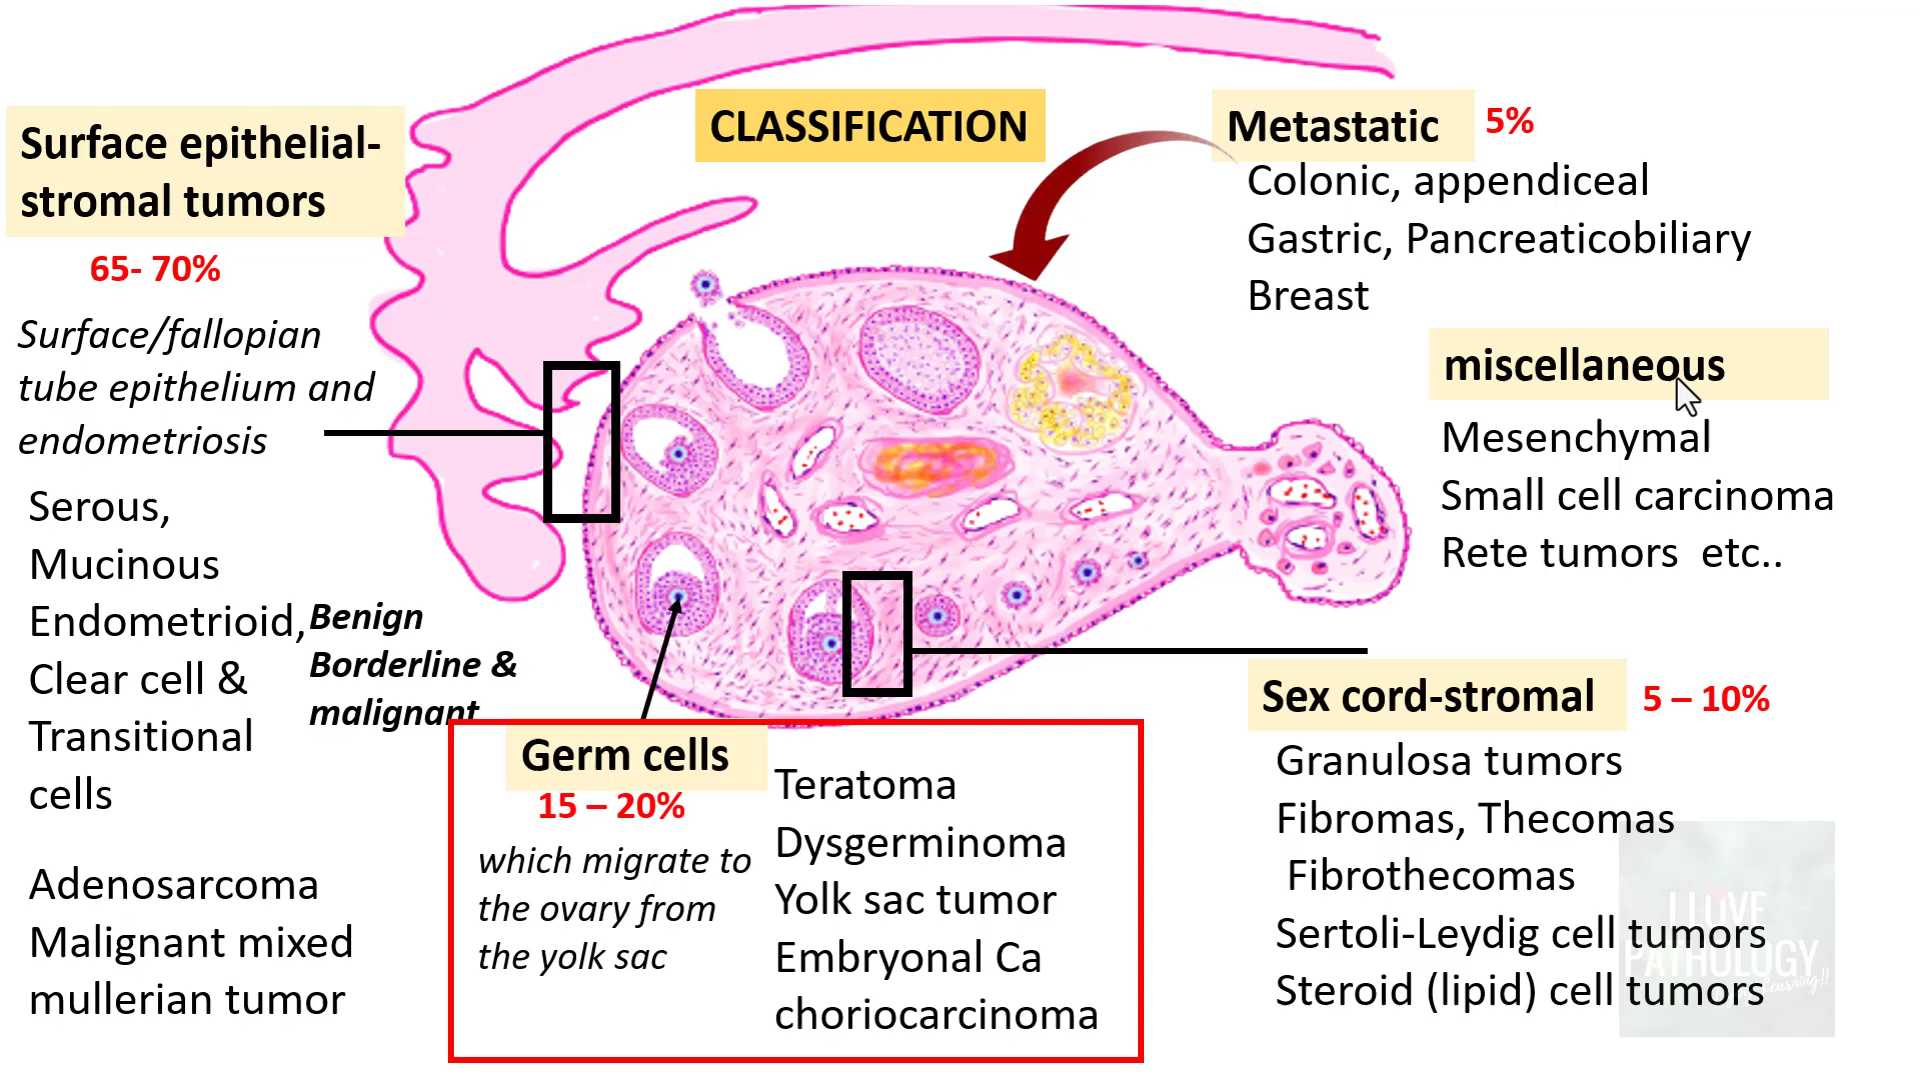 CLASSIFICATION
Surface epithelial-
stromal tumors
65- 70%
Surface/fallopian
tube epithelium and
endometriosis
Serous,
Mucinous
Endometrioid,
Clear cell &
Transitional
cells
Benign
Borderline &
malignant
Adenosarcoma
Malignant mixed
mullerian tumor
Germ cells
15 – 20%
which migrate to
the ovary from
the yolk sac
Teratoma
Dysgerminoma
Yolk sac tumor
Embryonal Ca
choriocarcinoma
Metastatic
5%
Colonic, appendiceal
Gastric, Pancreaticobiliary
Breast
miscellaneous
Mesenchymal
Small cell carcinoma
Rete tumors etc..
Sex cord-stromal
5 – 10%
Granulosa tumors
Fibromas, Thecomas
Fibrothecomas
Sertoli-Leydig cell tumors
Steroid (lipid) cell tumors
I LOVE
PATHOLOGY